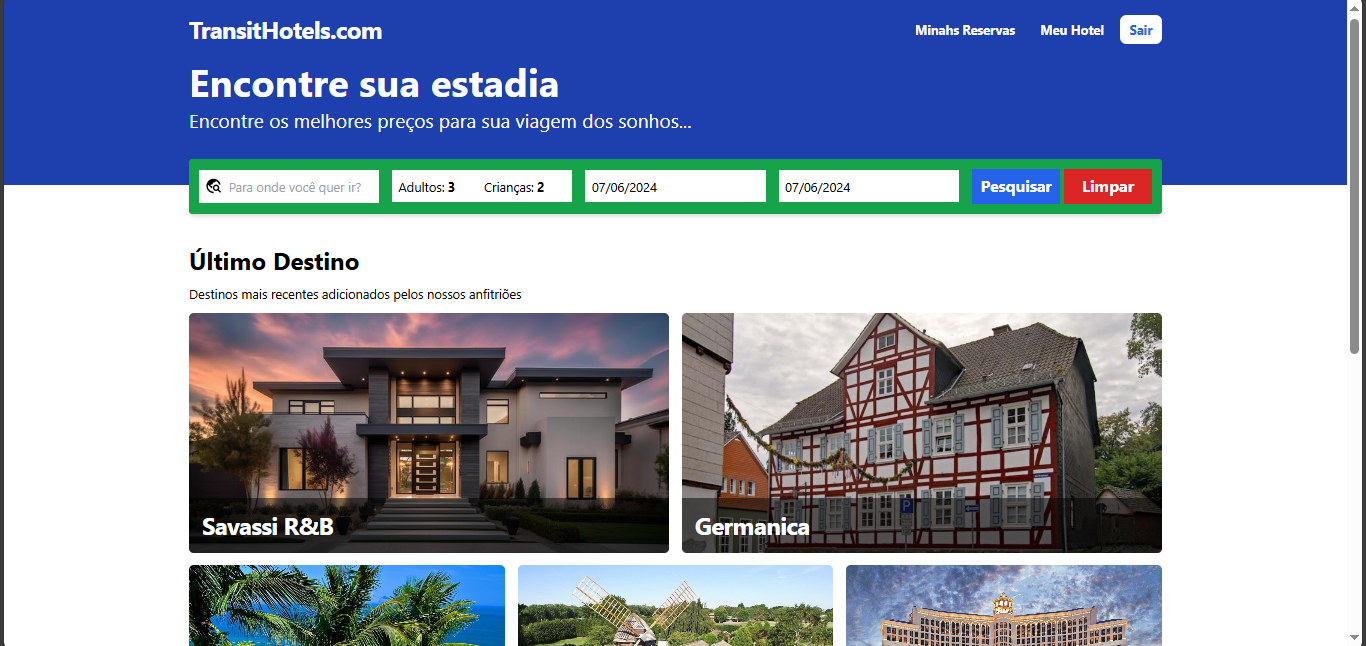 TransitHotels.com
Minahs Reservas
Meu Hotel
Sair
Encontre sua estadia
Encontre os melhores preços para sua viagem dos sonhos...
Para onde você quer ir?
Adultos: 3
Crianças: 2
07/06/2024
07/06/2024
Pesquisar
Limpar
Último Destino
Destinos mais recentes adicionados pelos nossos anfitriões
Savassi R&B
Germanica
P